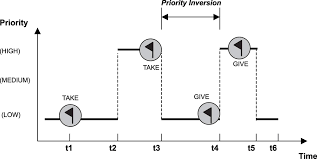 Priority Inversion
Priority
(HIGH)
TAKE
GIVE
(MEDIUM)
TAKE
GIVE
(LOW)
t1 t2 t3 t4 t5 t6
Time